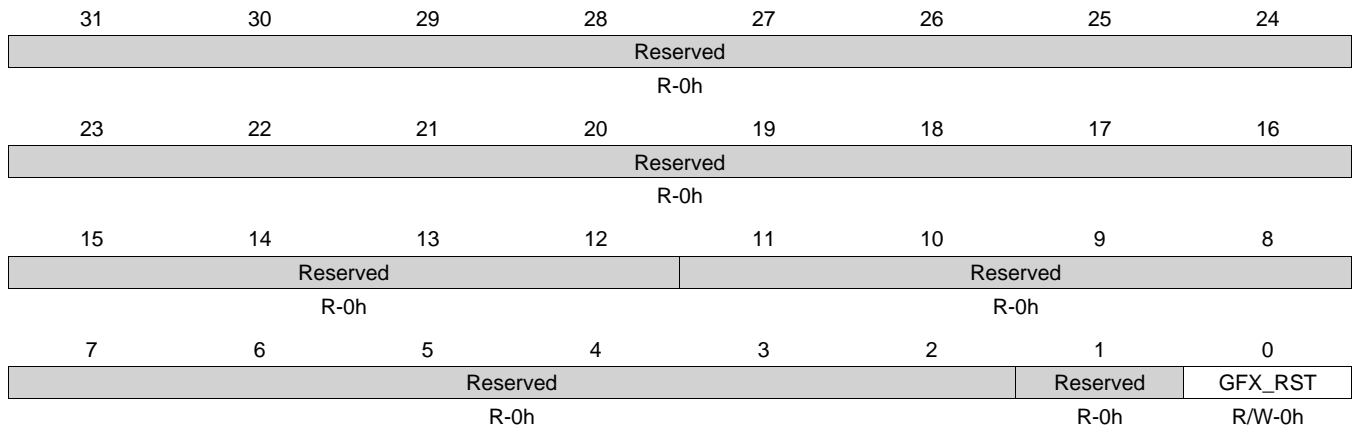 31 30 29 28 27 26 25 24
Reserved
R-0h
23 22 21 20 19 18 17 16
Reserved
R-0h
15 14 13 12 11 10 9 8
Reserved Reserved
R-0h R-0h
7 6 5 4 3 2 1 0
Reserved Reserved GFX_RST
R-0h R-0h R/W-0h